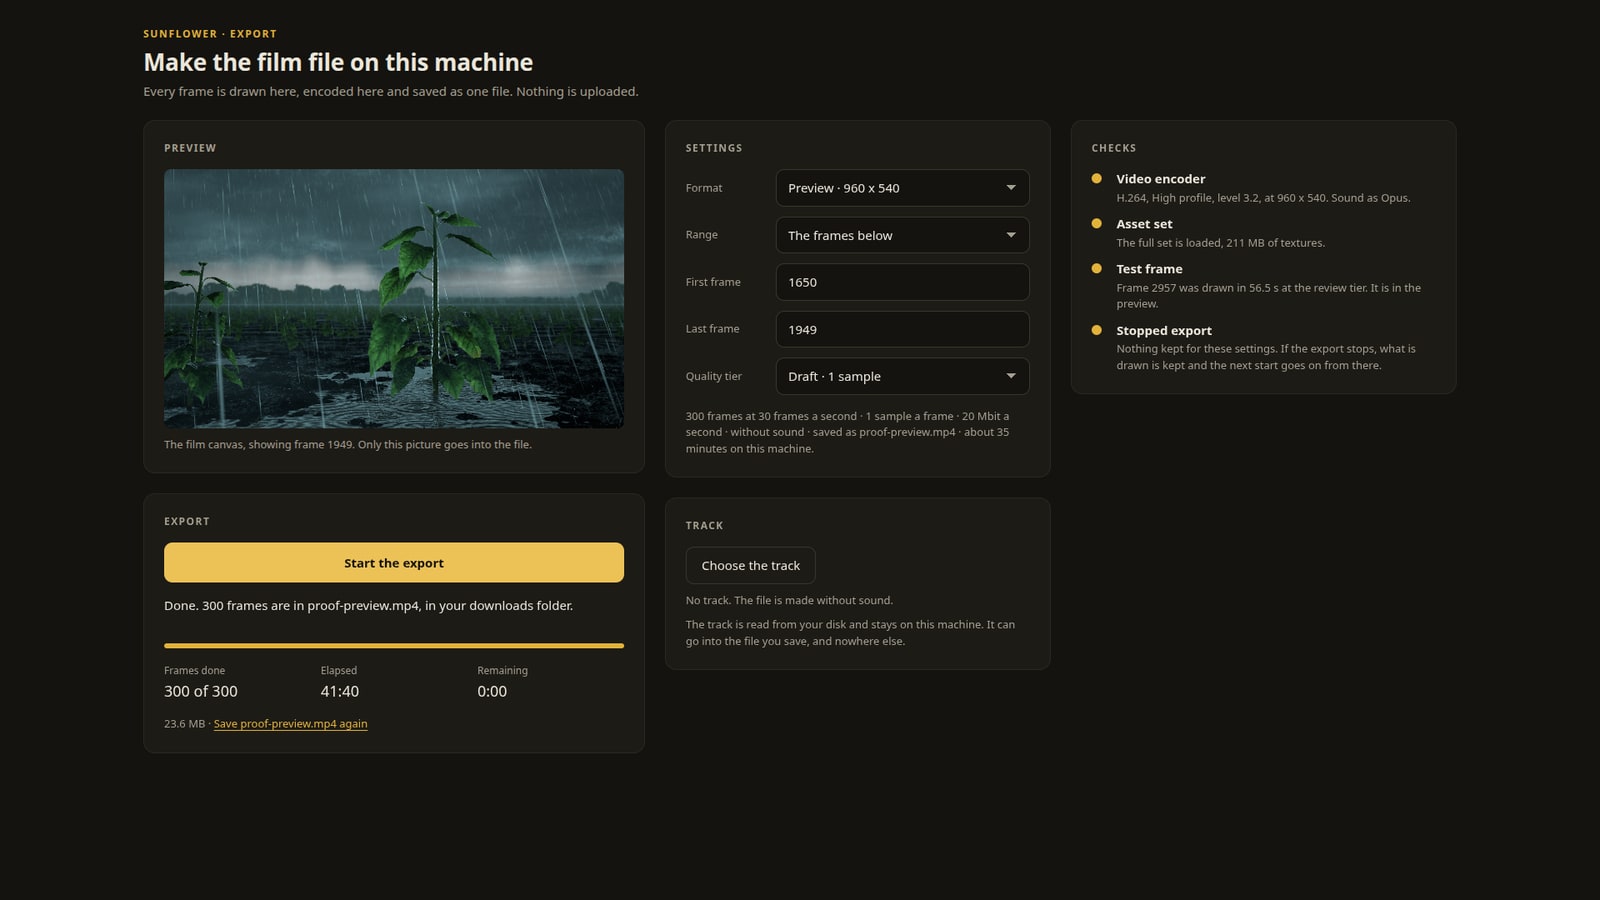 SUNFLOWER · EXPORT
Make the film file on this machine
Every frame is drawn here, encoded here and saved as one file. Nothing is uploaded.
PREVIEW
The film canvas, showing frame 1949. Only this picture goes into the file.
EXPORT
Start the export
Done. 300 frames are in proof-preview.mp4, in your downloads folder.
Frames done
Elapsed
Remaining
300 of 300
41:40
0:00
23.6 MB · Save proof-preview.mp4 again
SETTINGS
Format
Preview · 960 x 540
Range
The frames below
First frame
1650
Last frame
1949
Quality tier
Draft · 1 sample
300 frames at 30 frames a second · 1 sample a frame · 20 Mbit a
second · without sound · saved as proof-preview.mp4 · about 35
minutes on this machine.
TRACK
Choose the track
No track. The file is made without sound.
The track is read from your disk and stays on this machine. It can
go into the file you save, and nowhere else.
CHECKS
Video encoder
H.264, High profile, level 3.2, at 960 x 540. Sound as Opus.
Asset set
The full set is loaded, 211 MB of textures.
Test frame
Frame 2957 was drawn in 56.5 s at the review tier. It is in the
preview.
Stopped export
Nothing kept for these settings. If the export stops, what is
drawn is kept and the next start goes on from there.